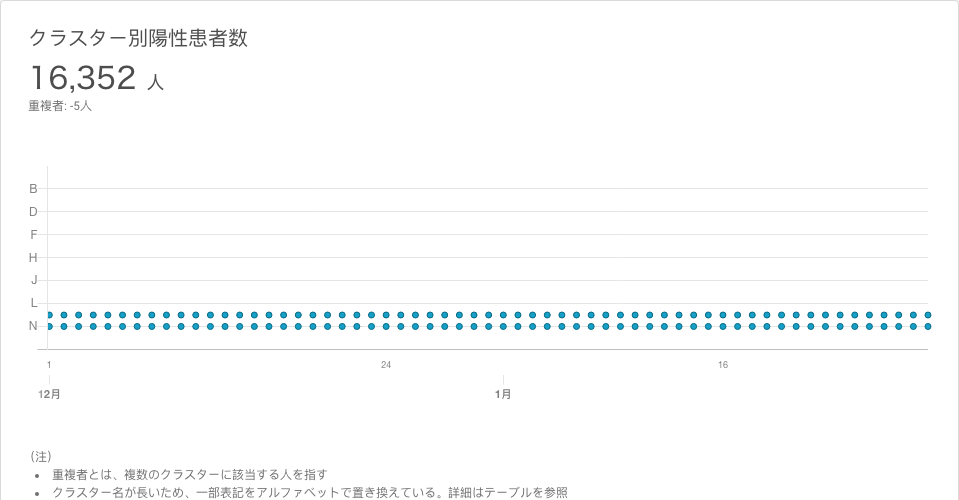 クラスター別陽性患者数
16,352 人
重複者: -5人
B
D
F
H
J
L
N
1 24 16
12月 1月
(注)
• 重複者とは、複数のクラスターに該当する人を指す
• クラスター名が長いため、一部表記をアルファベットで置き換えている。詳細はテーブルを参照